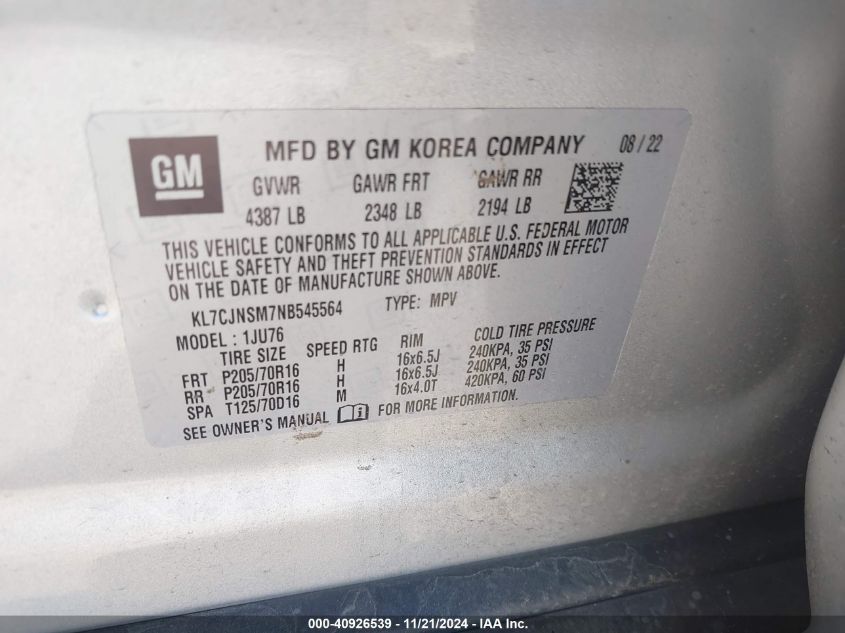 GM
MFD BY GM KOREA COMPANY 08 / 22
GVWR GAWR FRT GAWR RR
4387 LB 2348 LB 2194 LB
THIS VEHICLE CONFORMS TO ALL APPLICABLE U.S. FEDERAL MOTOR
VEHICLE SAFETY AND THEFT PREVENTION STANDARDS IN EFFECT
ON THE DATE OF MANUFACTURE SHOWN ABOVE.
KL7CJNSM7NB545564 TYPE: MPV
MODEL : 1JU76
TIRE SIZE SPEED RTG RIM COLD TIRE PRESSURE
FRT P205/70R16 H 16x6.5J 240KPA, 35 PSI
RR P205/70R16 H 16x6.5J 240KPA, 35 PSI
SPA T125/70D16 M 16x4.0T 420KPA, 60 PSI
SEE OWNER'S MANUAL FOR MORE INFORMATION.
000-40926539 - 11/21/2024 - IAA Inc.